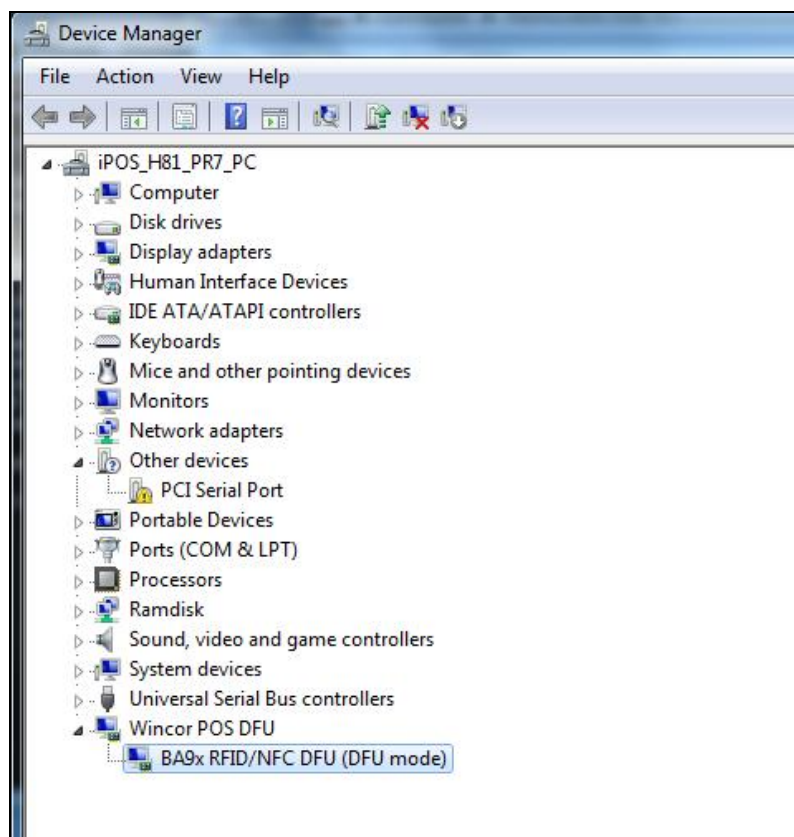 Device Manager
File Action View Help
iPOS_H81_PR7_PC
Computer
Disk drives
Display adapters
Human Interface Devices
IDE ATA/ATAPI controllers
Keyboards
Mice and other pointing devices
Monitors
Network adapters
Other devices
PCI Serial Port
Portable Devices
Ports (COM & LPT)
Processors
Ramdisk
Sound, video and game controllers
System devices
Universal Serial Bus controllers
Wincor POS DFU
BA9x RFID/NFC DFU (DFU mode)